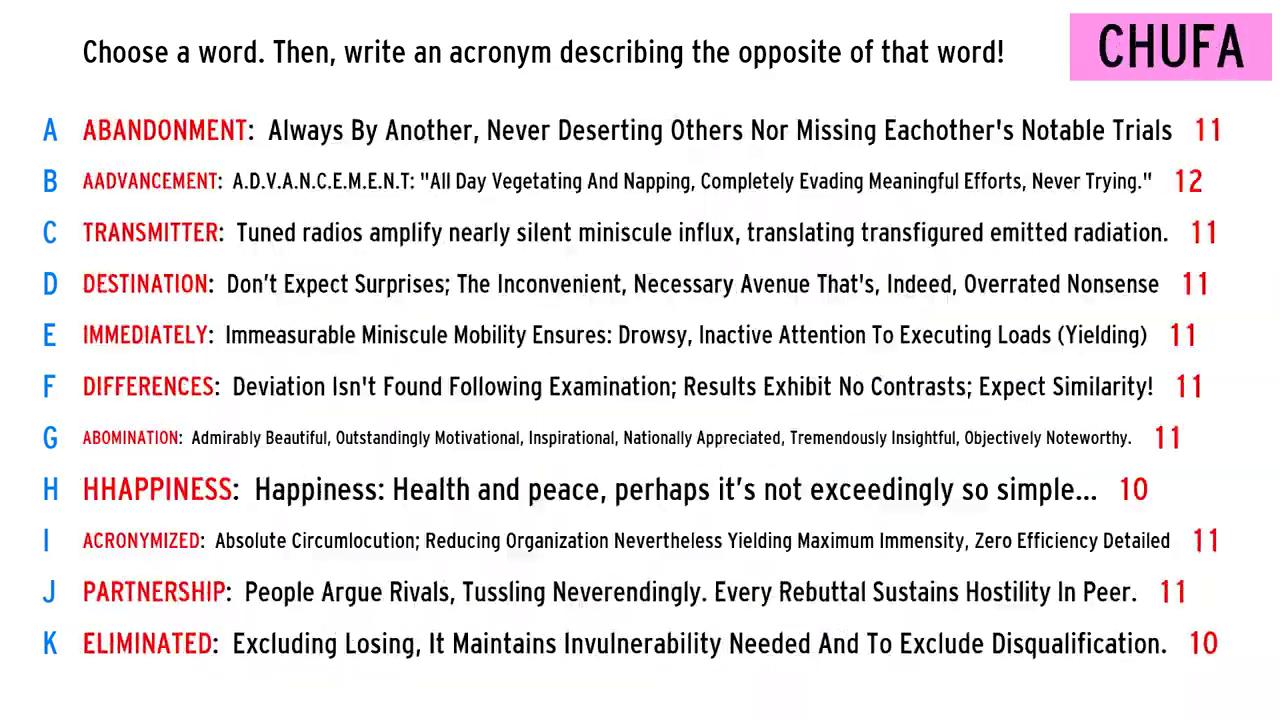 Choose a word. Then, write an acronym describing the opposite of that word!
CHUFA
A ABANDONMENT: Always By Another, Never Deserting Others Nor Missing Eachother's Notable Trials 11
B AADVANCEMENT: A.D.V.A.N.C.E.M.E.N.T: "All Day Vegetating And Napping, Completely Evading Meaningful Efforts, Never Trying." 12
C TRANSMITTER: Tuned radios amplify nearly silent miniscule influx, translating transfigured emitted radiation. 11
D DESTINATION: Don’t Expect Surprises; The Inconvenient, Necessary Avenue That's, Indeed, Overrated Nonsense 11
E IMMEDIATELY: Immeasurable Miniscule Mobility Ensures: Drowsy, Inactive Attention To Executing Loads (Yielding) 11
F DIFFERENCES: Deviation Isn't Found Following Examination; Results Exhibit No Contrasts; Expect Similarity! 11
G ABOMINATION: Admirably Beautiful, Outstandingly Motivational, Inspirational, Nationally Appreciated, Tremendously Insightful, Objectively Noteworthy. 11
H HHAPPINESS: Happiness: Health and peace, perhaps it’s not exceedingly so simple... 10
I ACRONYMIZED: Absolute Circumlocution; Reducing Organization Nevertheless Yielding Maximum Immensity, Zero Efficiency Detailed 11
J PARTNERSHIP: People Argue Rivals, Tussling Neverendingly. Every Rebuttal Sustains Hostility In Peer. 11
K ELIMINATED: Excluding Losing, It Maintains Invulnerability Needed And To Exclude Disqualification. 10